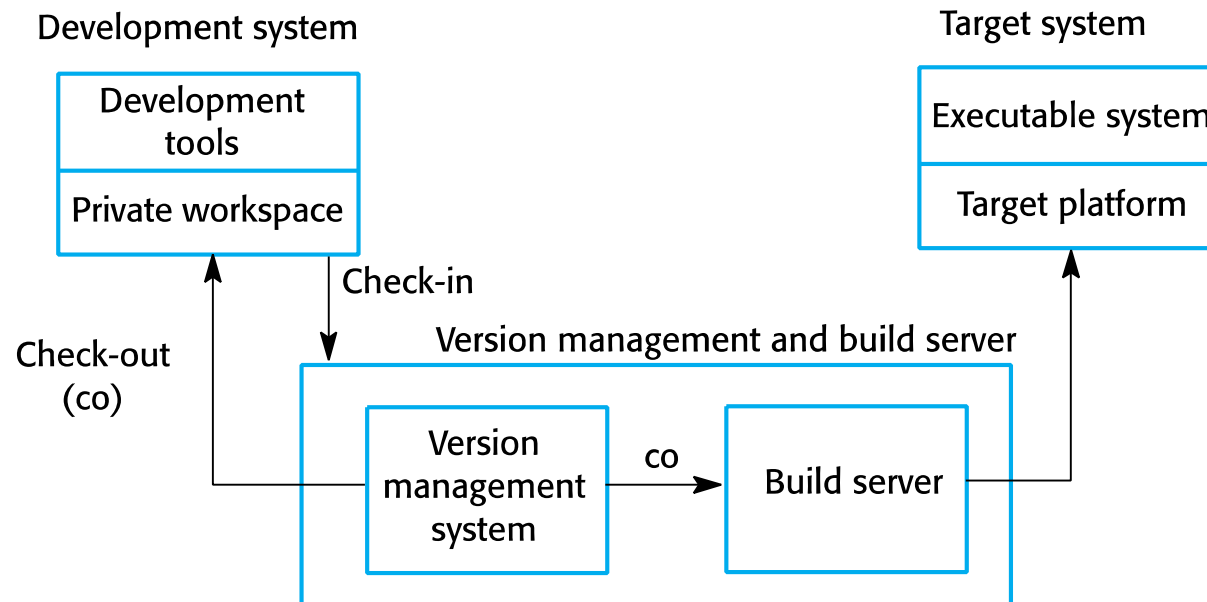 Development system
Target system
Development
tools
Private workspace
Executable system
Target platform
Check-in
Check-out
(co)
Version management and build server
Version
management
system
co
Build server